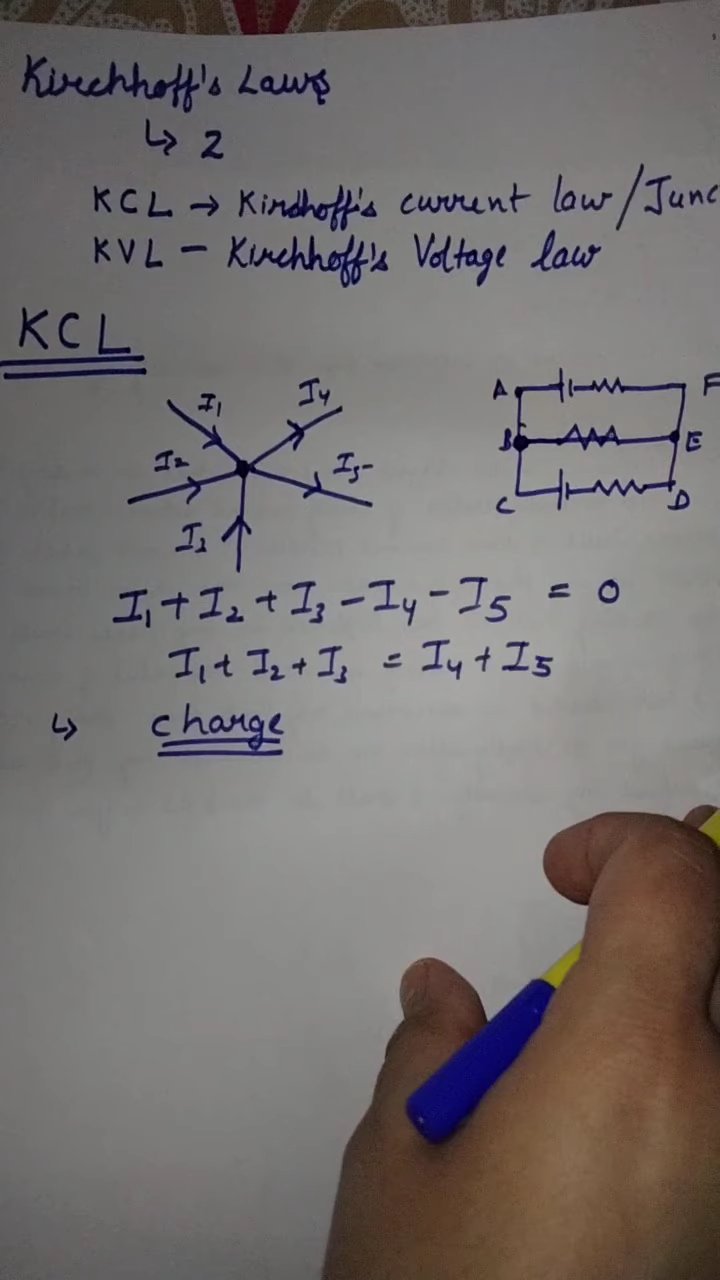 Kirchhoff's Laws
↳ 2
KCL → Kirchhoff's current law / Junc
KVL - Kirchhoff's Voltage law
KCL
I1 I4
I2 I5
I3
A F
B E
C D
I1 + I2 + I3 - I4 - I5 = 0
I1 + I2 + I3 = I4 + I5
↳ charge